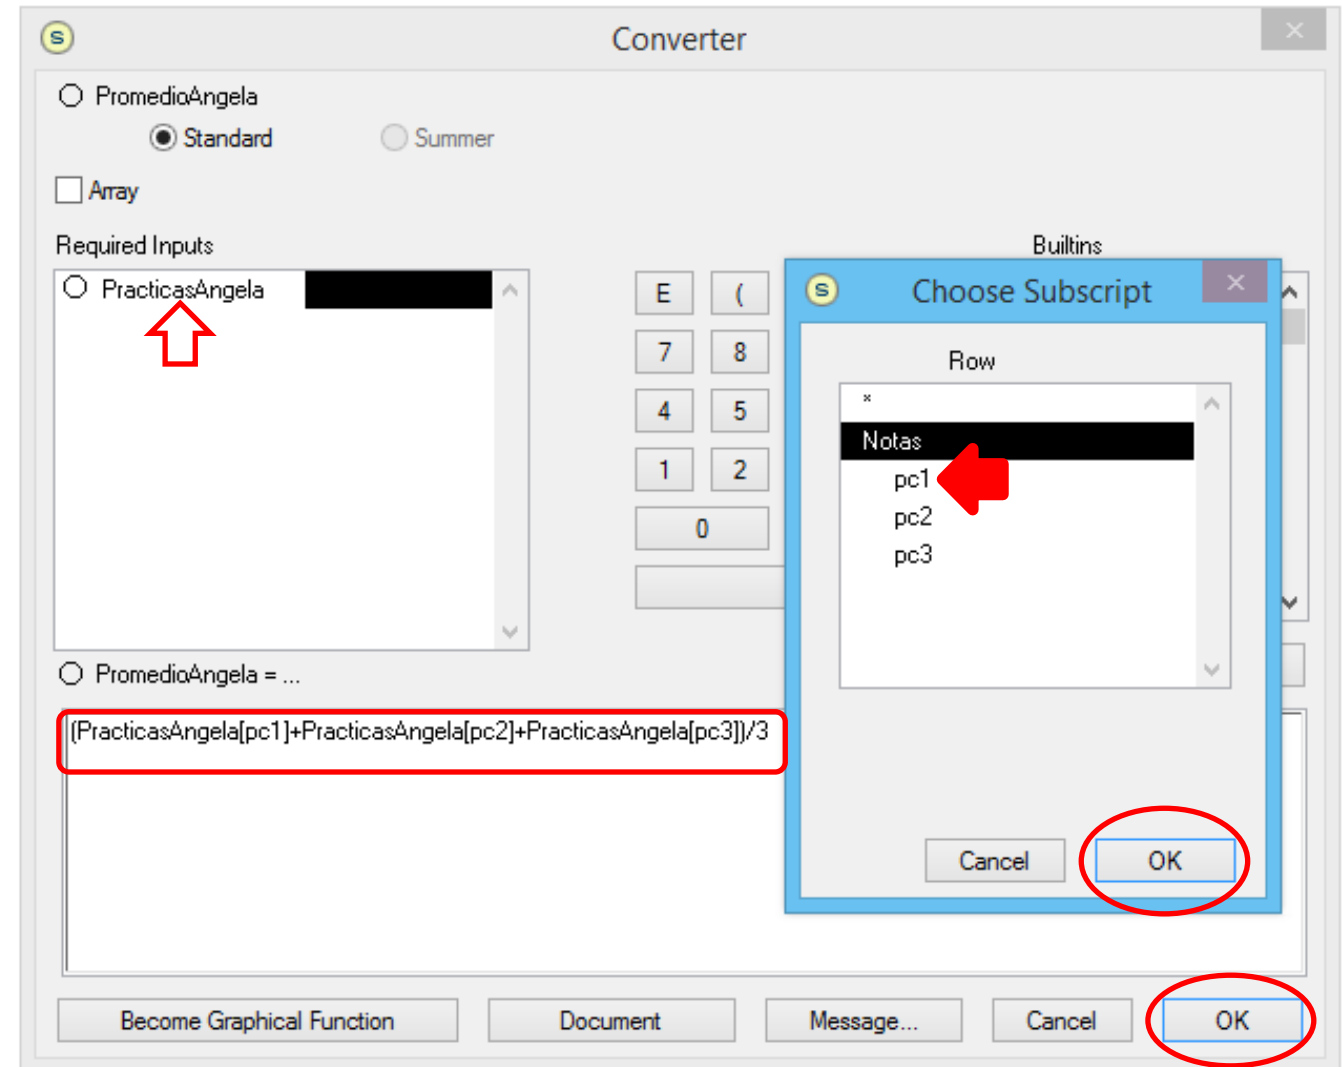 S
Converter
PromedioAngela
Standard Summer
Array
Required Inputs
Builtins
PracticasAngela
E (
7 8
4 5
1 2
0
S
Choose Subscript
Row
*
Notas
pc1
pc2
pc3
Cancel OK
PromedioAngela = ...
(PracticasAngela[pc1]+PracticasAngela[pc2]+PracticasAngela[pc3])/3
Become Graphical Function Document Message... Cancel OK